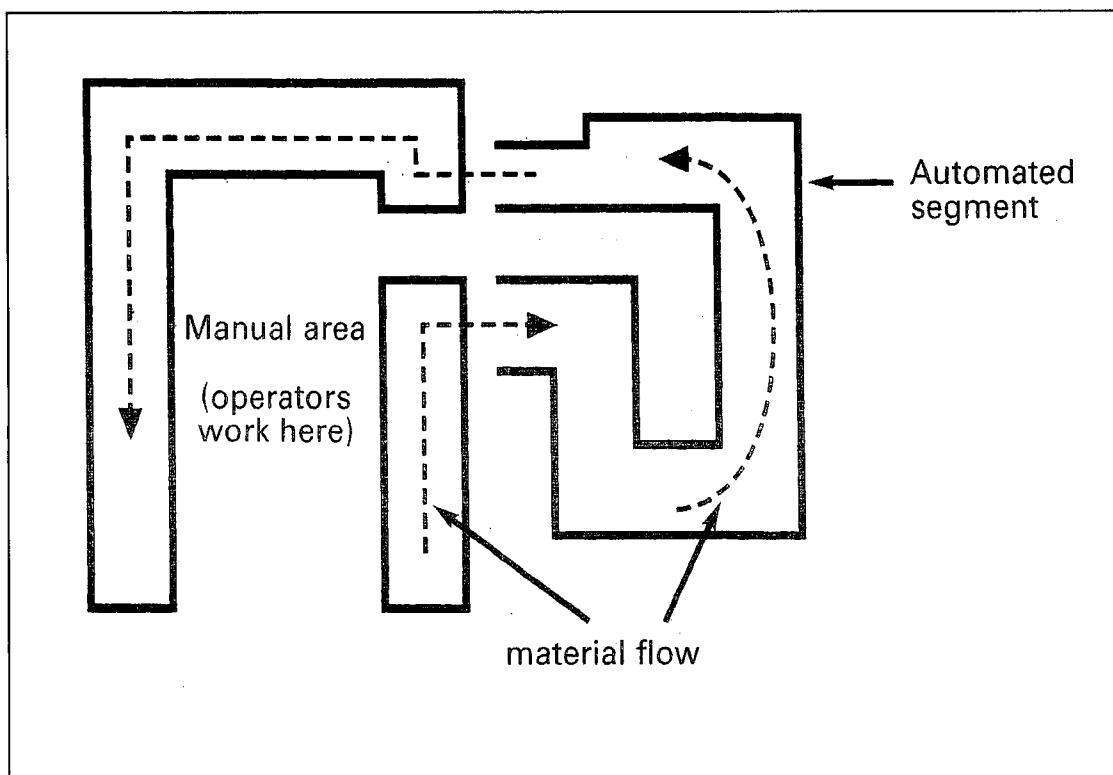 Automated
segment
Manual area
(operators
work here)
material flow